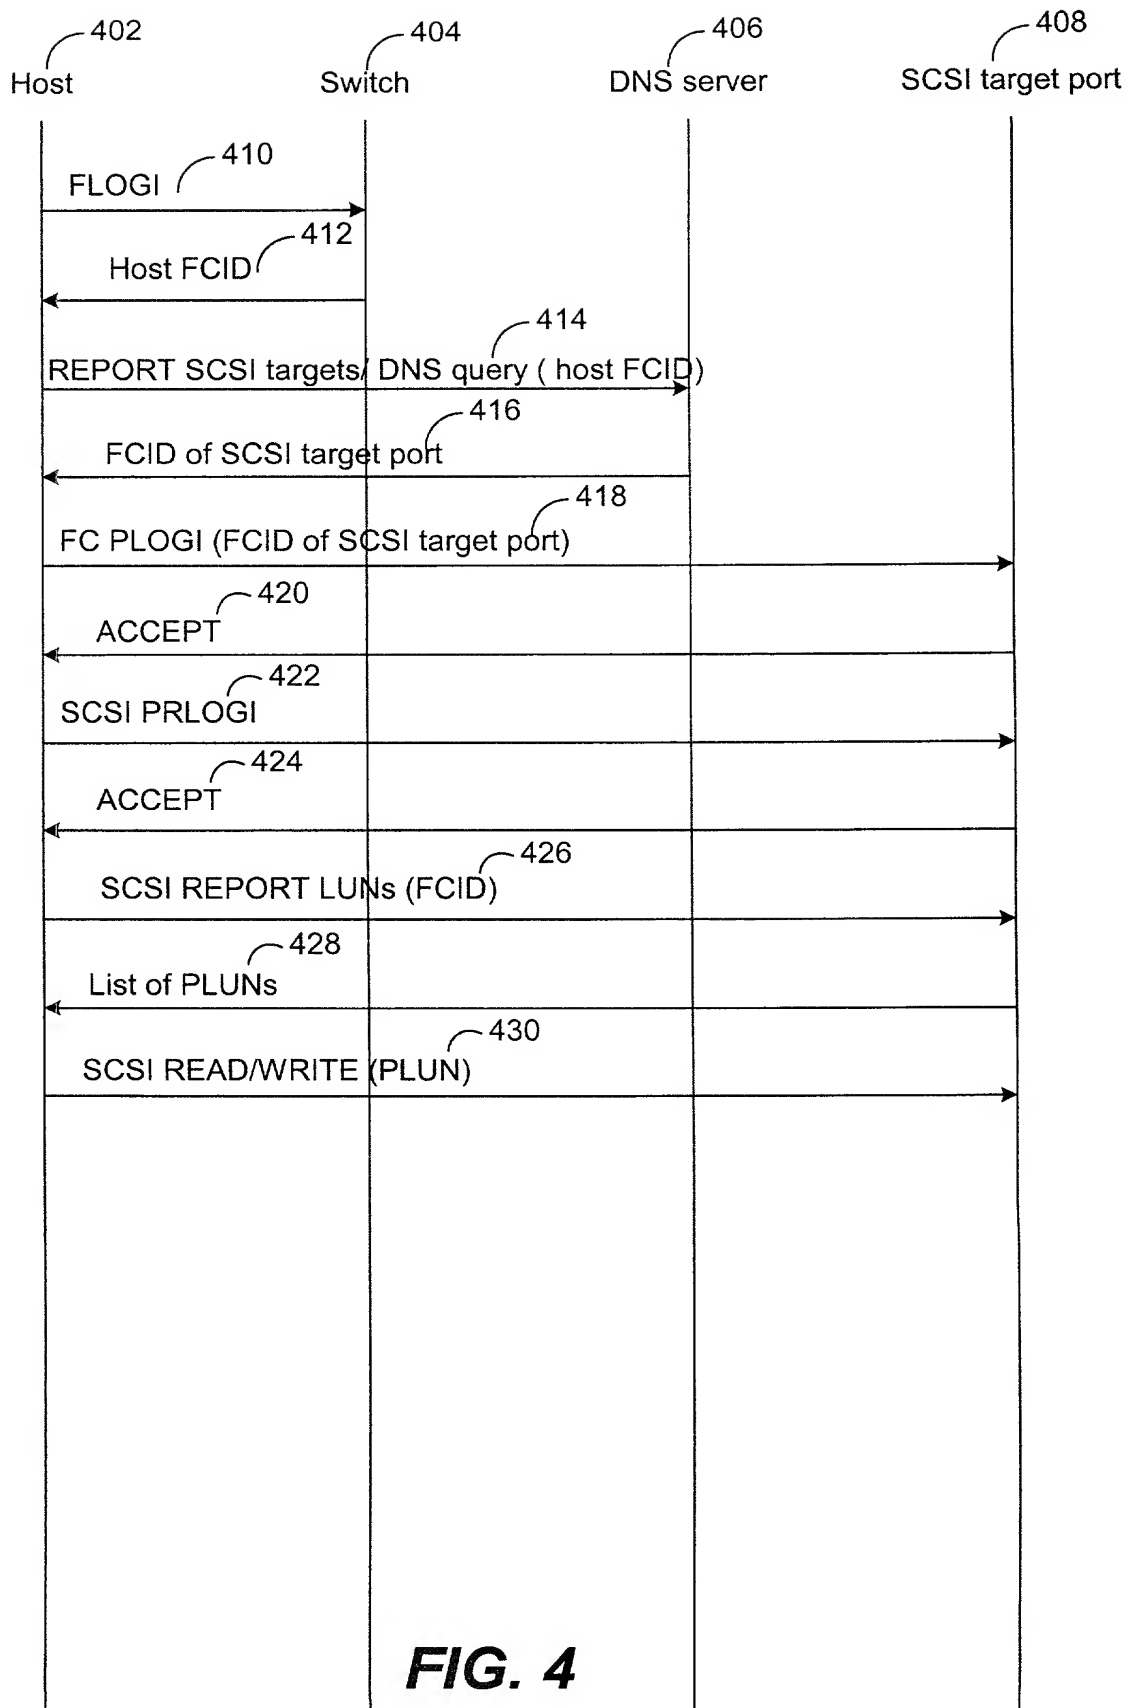 402
404
406
408
Host
Switch
DNS server
SCSI target port
410
FLOGI
412
Host FCID
414
REPORT SCSI targets/ DNS query ( host FCID)
416
FCID of SCSI target port
418
FC PLOGI (FCID of SCSI target port)
420
ACCEPT
422
SCSI PRLOGI
424
ACCEPT
426
SCSI REPORT LUNs (FCID)
428
List of PLUNs
430
SCSI READ/WRITE (PLUN)
FIG. 4